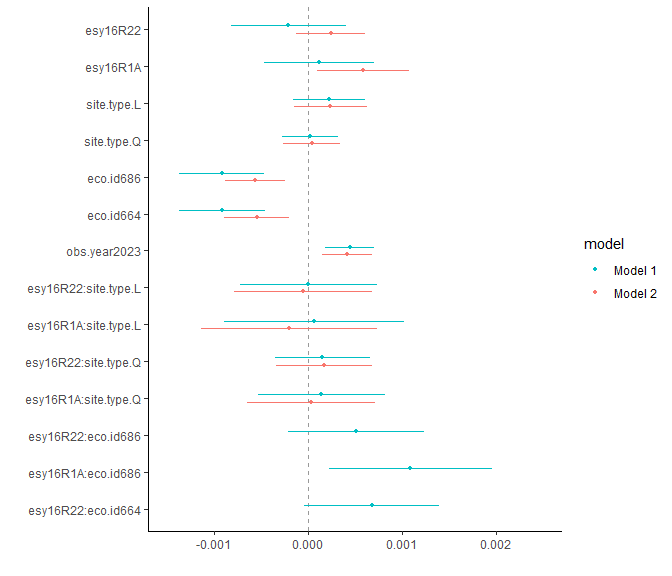 esy16R22
esy16R1A
site.type.L
site.type.Q
eco.id686
eco.id664
obs.year2023
esy16R22:site.type.L
esy16R1A:site.type.L
esy16R22:site.type.Q
esy16R1A:site.type.Q
esy16R22:eco.id686
esy16R1A:eco.id686
esy16R22:eco.id664
-0.001 0.000 0.001 0.002
model
Model 1
Model 2